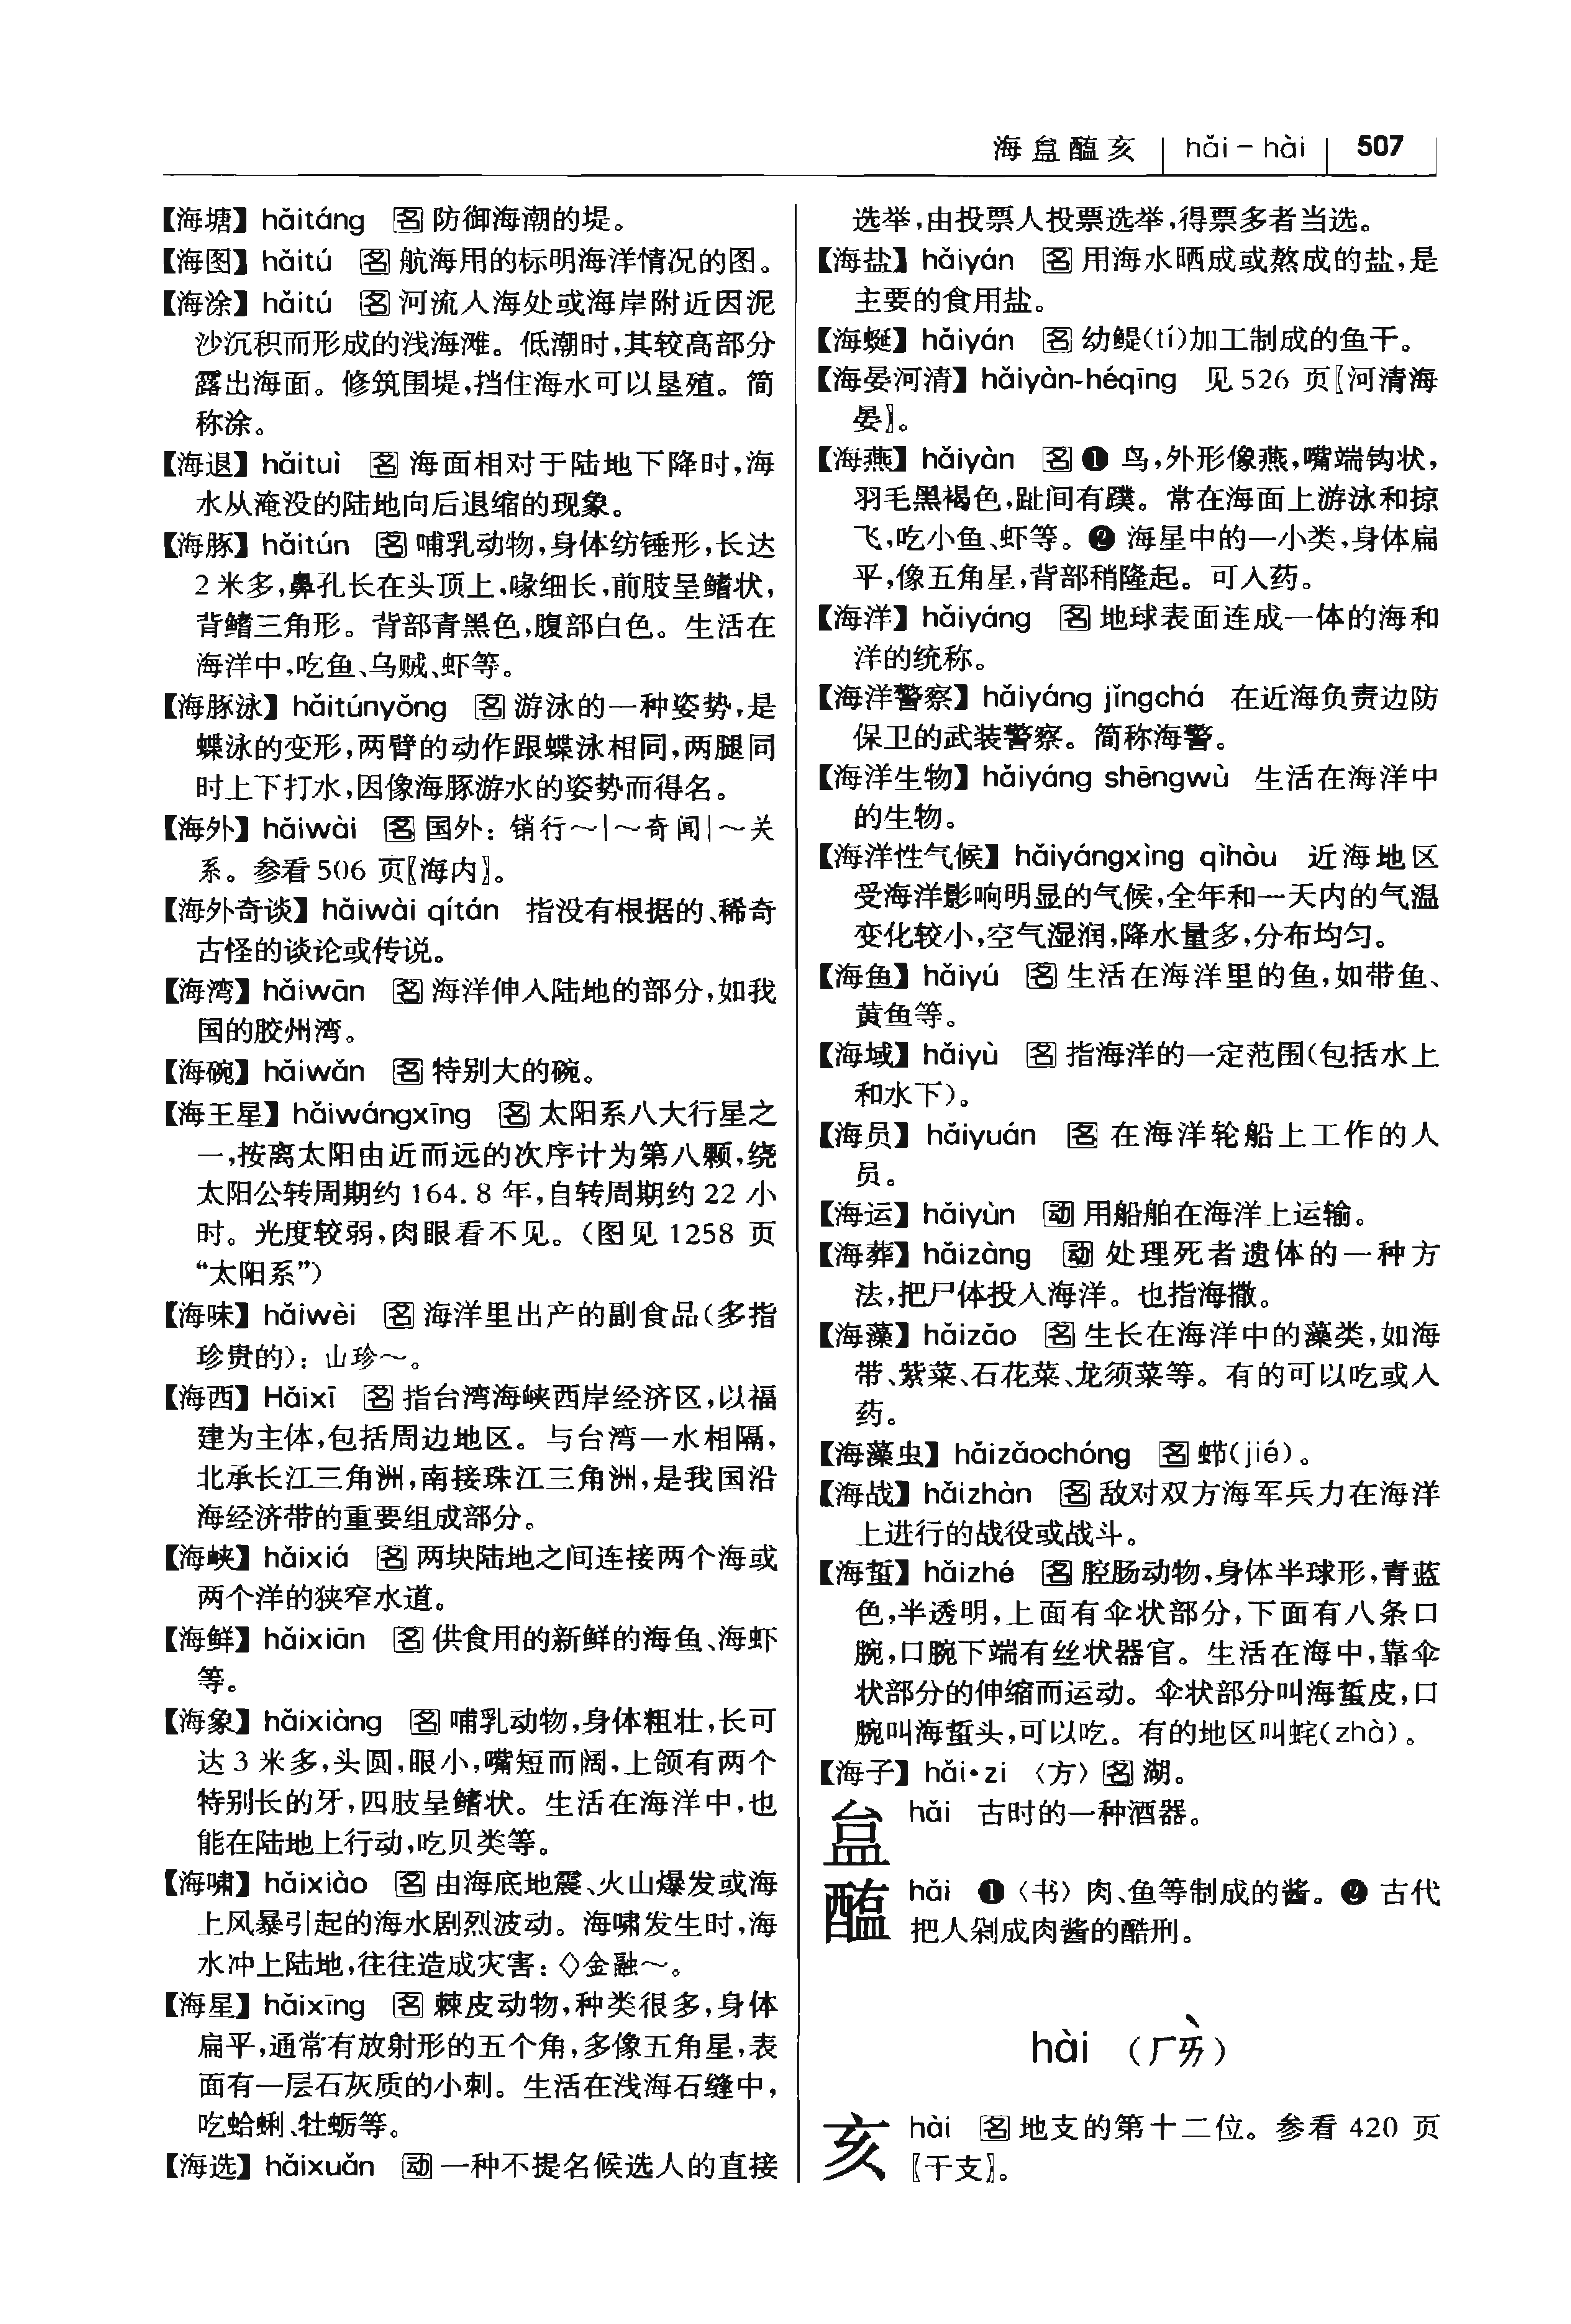 海䀇醢亥 hǎi－hài 507
【海塘】hǎitáng 名 防御海潮的堤。
【海图】hǎitú 名 航海用的标明海洋情况的图。
【海涂】hǎitú 名 河流入海处或海岸附近因泥
沙沉积而形成的浅海滩。低潮时，其较高部分
露出海面。修筑围堤，挡住海水可以垦殖。简
称涂。
【海退】hǎituì 名 海面相对于陆地下降时，海
水从淹没的陆地向后退缩的现象。
【海豚】hǎitún 名 哺乳动物，身体纺锤形，长达
2米多，鼻孔长在头顶上，喙细长，前肢呈鳍状，
背鳍三角形。背部青黑色，腹部白色。生活在
海洋中，吃鱼、乌贼、虾等。
【海豚泳】hǎitúnyǒng 名 游泳的一种姿势，是
蝶泳的变形，两臂的动作跟蝶泳相同，两腿同
时上下打水，因像海豚游水的姿势而得名。
【海外】hǎiwài 名 国外：销行～|～奇闻|～关
系。参看506页〖海内〗。
【海外奇谈】hǎiwài qítán 指没有根据的、稀奇
古怪的谈论或传说。
【海湾】hǎiwān 名 海洋伸入陆地的部分，如我
国的胶州湾。
【海碗】hǎiwǎn 名 特别大的碗。
【海王星】hǎiwángxīng 名 太阳系八大行星之
一，按离太阳由近而远的次序计为第八颗，绕
太阳公转周期约164.8年，自转周期约22小
时。光度较弱，肉眼看不见。（图见1258页
“太阳系”）
【海味】hǎiwèi 名 海洋里出产的副食品（多指
珍贵的）：山珍～。
【海西】Hǎixī 名 指台湾海峡西岸经济区，以福
建为主体，包括周边地区。与台湾一水相隔，
北承长江三角洲，南接珠江三角洲，是我国沿
海经济带的重要组成部分。
【海峡】hǎixiá 名 两块陆地之间连接两个海或
两个洋的狭窄水道。
【海鲜】hǎixiān 名 供食用的新鲜的海鱼、海虾
等。
【海象】hǎixiàng 名 哺乳动物，身体粗壮，长可
达3米多，头圆，眼小，嘴短而阔，上颌有两个
特别长的牙，四肢呈鳍状。生活在海洋中，也
能在陆地上行动，吃贝类等。
【海啸】hǎixiào 名 由海底地震、火山爆发或海
上风暴引起的海水剧烈波动。海啸发生时，海
水冲上陆地，往往造成灾害：◇金融～。
【海星】hǎixīng 名 棘皮动物，种类很多，身体
扁平，通常有放射形的五个角，多像五角星，表
面有一层石灰质的小刺。生活在浅海石缝中，
吃蛤蜊、牡蛎等。
【海选】hǎixuǎn 动 一种不提名候选人的直接
选举，由投票人投票选举，得票多者当选。
【海盐】hǎiyán 名 用海水晒成或熬成的盐，是
主要的食用盐。
【海蜒】hǎiyán 名 幼鳀(tí)加工制成的鱼干。
【海晏河清】hǎiyàn-héqīng 见526页〖河清海
晏〗。
【海燕】hǎiyàn 名 ❶ 鸟，外形像燕，嘴端钩状，
羽毛黑褐色，趾间有蹼。常在海面上游泳和掠
飞，吃小鱼、虾等。❷ 海星中的一小类，身体扁
平，像五角星，背部稍隆起。可入药。
【海洋】hǎiyáng 名 地球表面连成一体的海和
洋的统称。
【海洋警察】hǎiyáng jǐngchá 在近海负责边防
保卫的武装警察。简称海警。
【海洋生物】hǎiyáng shēngwù 生活在海洋中
的生物。
【海洋性气候】hǎiyángxìng qìhòu 近海地区
受海洋影响明显的气候，全年和一天内的气温
变化较小，空气湿润，降水量多，分布均匀。
【海鱼】hǎiyú 名 生活在海洋里的鱼，如带鱼、
黄鱼等。
【海域】hǎiyù 名 指海洋的一定范围（包括水上
和水下）。
【海员】hǎiyuán 名 在海洋轮船上工作的人
员。
【海运】hǎiyùn 动 用船舶在海洋上运输。
【海葬】hǎizàng 动 处理死者遗体的一种方
法，把尸体投入海洋。也指海撒。
【海藻】hǎizǎo 名 生长在海洋中的藻类，如海
带、紫菜、石花菜、龙须菜等。有的可以吃或入
药。
【海藻虫】hǎizǎochóng 名 蝍(jié)。
【海战】hǎizhàn 名 敌对双方海军兵力在海洋
上进行的战役或战斗。
【海蜇】hǎizhé 名 腔肠动物，身体半球形，青蓝
色，半透明，上面有伞状部分，下面有八条口
腕，口腕下端有丝状器官。生活在海中，靠伞
状部分的伸缩而运动。伞状部分叫海蜇皮，口
腕叫海蜇头，可以吃。有的地区叫蛇(zhà)。
【海子】hǎi·zi 〈方〉名 湖。
䀇 hǎi 古时的一种酒器。
醢 hǎi ❶〈书〉肉、鱼等制成的酱。❷ 古代
把人剁成肉酱的酷刑。
hài （ㄏㄞˋ）
亥 hài 名 地支的第十二位。参看420页
〖干支〗。